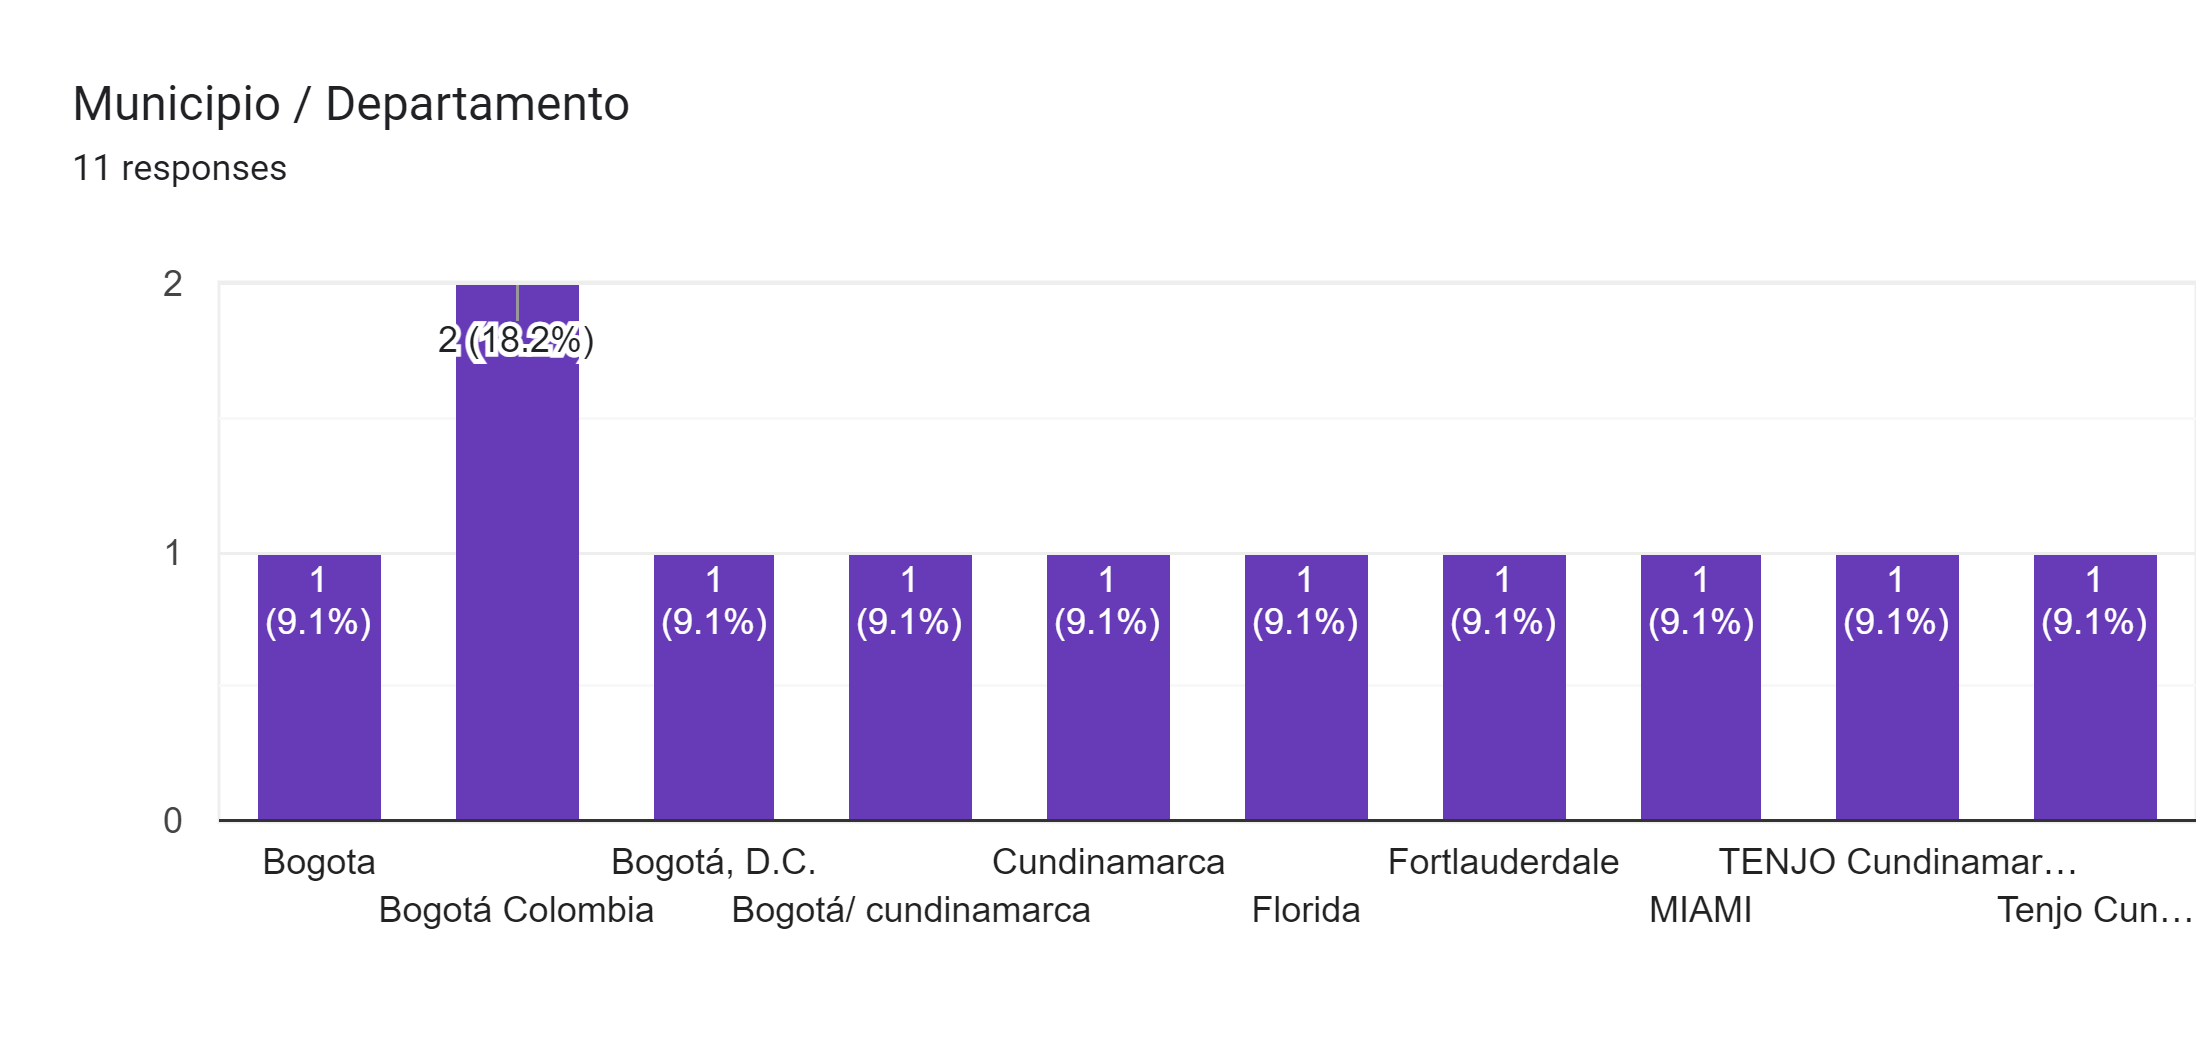 Municipio / Departamento
11 responses
2
2 (18.2%)
1
1
(9.1%)
1
(9.1%)
1
(9.1%)
1
(9.1%)
1
(9.1%)
1
(9.1%)
1
(9.1%)
1
(9.1%)
1
(9.1%)
0
Bogota
Bogotá Colombia
Bogotá, D.C.
Bogotá/ cundinamarca
Cundinamarca
Florida
Fortlauderdale
MIAMI
TENJO Cundinamar…
Tenjo Cun…